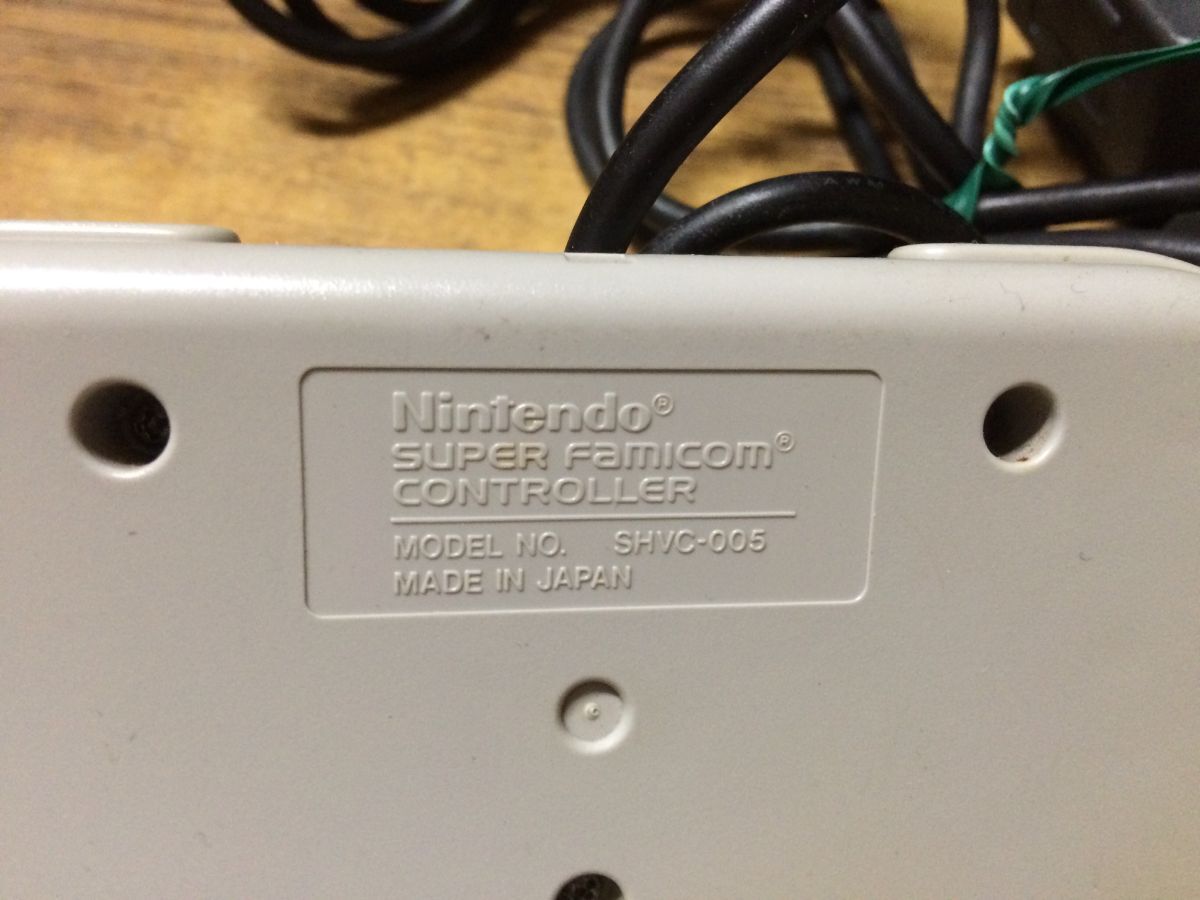 Nintendo®
SUPER FAMICOM®
CONTROLLER
MODEL NO. SHVC-005
MADE IN JAPAN